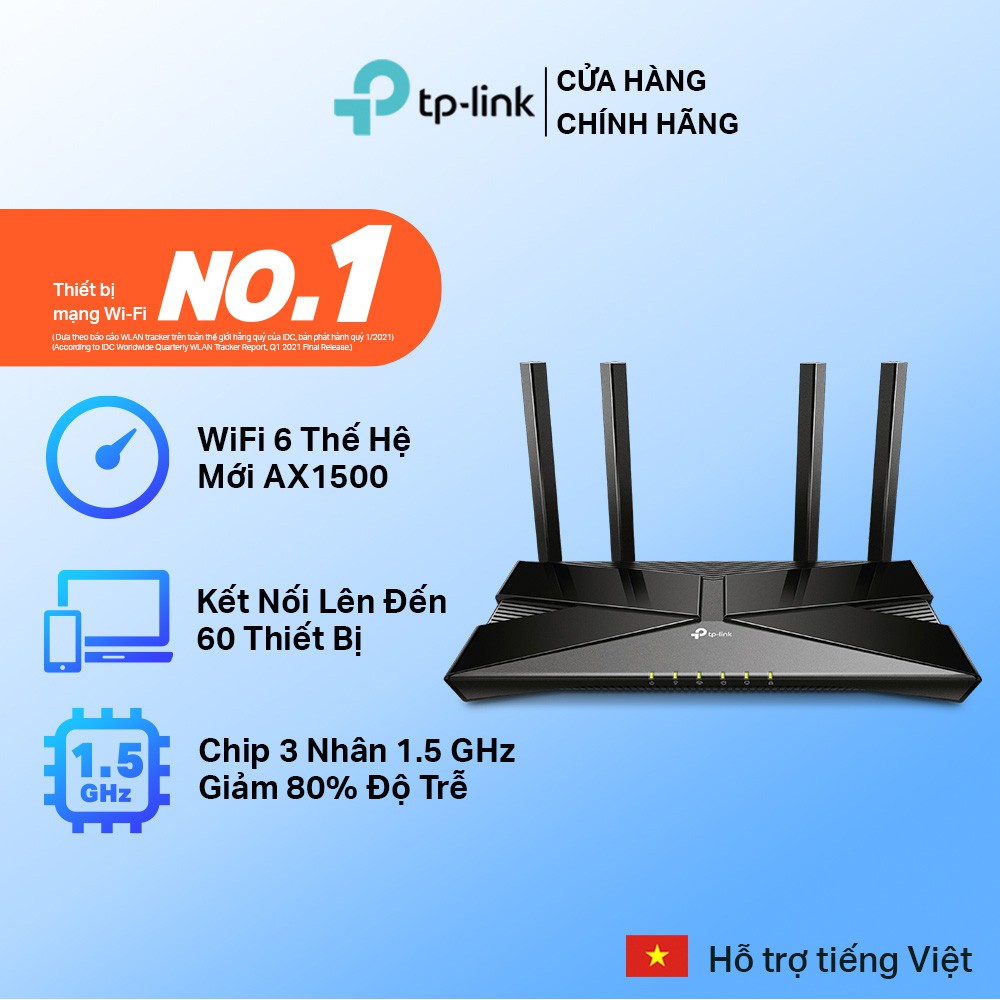 tp-link
CỬA HÀNG
CHÍNH HÃNG
Thiết bị
mạng Wi-Fi
NO.1
( Dựa theo báo cáo WLAN tracker trên toàn thế giới hằng quý của IDC, bản phát hành quý 1/2021)
(According to IDC Worldwide Quarterly WLAN Tracker Report, Q1 2021 Final Release.)
WiFi 6 Thế Hệ
Mới AX1500
Kết Nối Lên Đến
60 Thiết Bị
1.5
GHz
Chip 3 Nhân 1.5 GHz
Giảm 80% Độ Trễ
tp-link
Hỗ trợ tiếng Việt